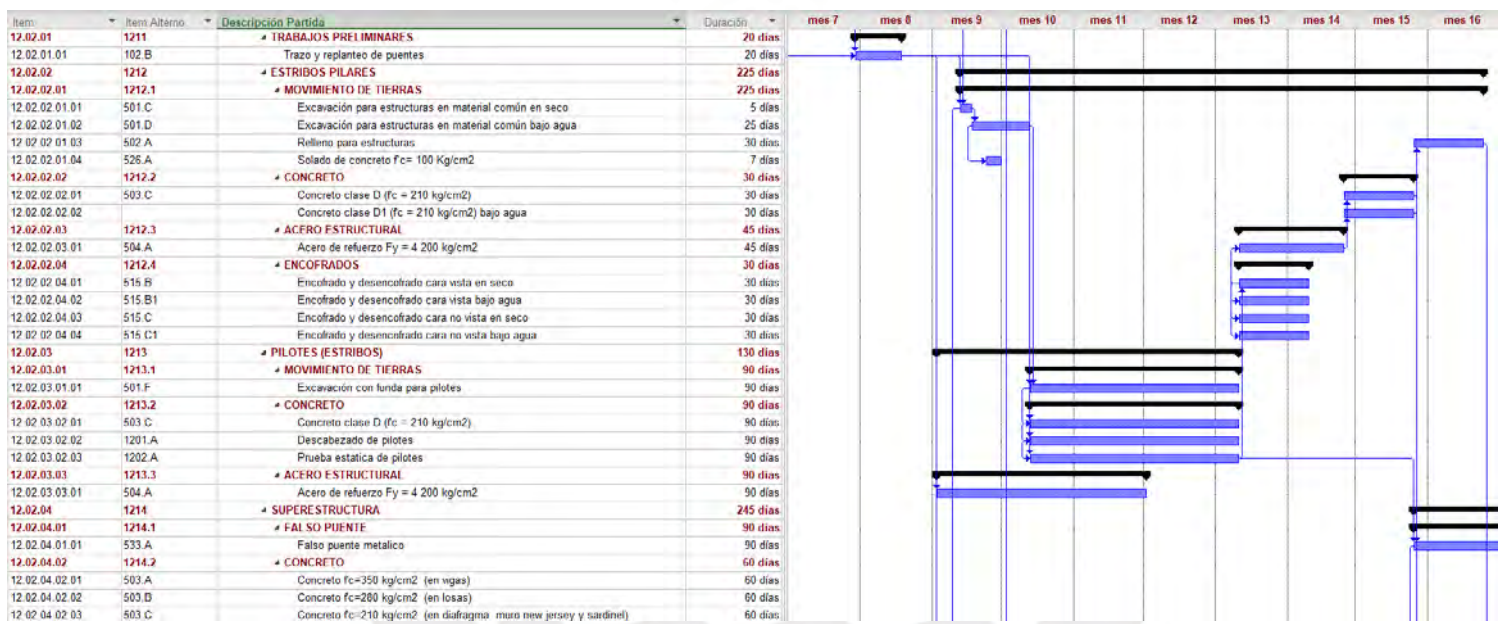 Item Item Alterno Descripción Partida Duración mes 7 mes 8 mes 9 mes 10 mes 11 mes 12 mes 13 mes 14 mes 15 mes 16
12.02.01 1211 TRABAJOS PRELIMINARES 20 días
12.02.01.01 102.B Trazo y replanteo de puentes 20 días
12.02.02 1212 ESTRIBOS PILARES 225 días
12.02.02.01 1212.1 MOVIMIENTO DE TIERRAS 225 días
12.02.02.01.01 501.C Excavación para estructuras en material común en seco 5 días
12.02.02.01.02 501.D Excavación para estructuras en material común bajo agua 25 días
12.02.02.01.03 502.A Relleno para estructuras 30 días
12.02.02.01.04 526.A Solado de concreto f'c= 100 Kg/cm2 7 días
12.02.02.02 1212.2 CONCRETO 30 días
12.02.02.02.01 503.C Concreto clase D (f'c = 210 kg/cm2) 30 días
12.02.02.02.02 Concreto clase D1 (f'c = 210 kg/cm2) bajo agua 30 días
12.02.02.03 1212.3 ACERO ESTRUCTURAL 45 días
12.02.02.03.01 504.A Acero de refuerzo Fy = 4 200 kg/cm2 45 días
12.02.02.04 1212.4 ENCOFRADOS 30 días
12.02.02.04.01 515.B Encofrado y desencofrado cara vista en seco 30 días
12.02.02.04.02 515.B1 Encofrado y desencofrado cara vista bajo agua 30 días
12.02.02.04.03 515.C Encofrado y desencofrado cara no vista en seco 30 días
12.02.02.04.04 515.C1 Encofrado y desencofrado cara no vista bajo agua 30 días
12.02.03 1213 PILOTES (ESTRIBOS) 130 días
12.02.03.01 1213.1 MOVIMIENTO DE TIERRAS 90 días
12.02.03.01.01 501.F Excavación con funda para pilotes 90 días
12.02.03.02 1213.2 CONCRETO 90 días
12.02.03.02.01 503.C Concreto clase D (f'c = 210 kg/cm2) 90 días
12.02.03.02.02 1201.A Descabezado de pilotes 90 días
12.02.03.02.03 1202.A Prueba estatica de pilotes 90 días
12.02.03.03 1213.3 ACERO ESTRUCTURAL 90 días
12.02.03.03.01 504.A Acero de refuerzo Fy = 4 200 kg/cm2 90 días
12.02.04 1214 SUPERESTRUCTURA 245 días
12.02.04.01 1214.1 FALSO PUENTE 90 días
12.02.04.01.01 533.A Falso puente metalico 90 días
12.02.04.02 1214.2 CONCRETO 60 días
12.02.04.02.01 503.A Concreto f'c=350 kg/cm2 (en vigas) 60 días
12.02.04.02.02 503.B Concreto f'c=280 kg/cm2 (en losas) 60 días
12.02.04.02.03 503.C Concreto f'c=210 kg/cm2 (en diafragma muro new jersey y sardinel) 60 días